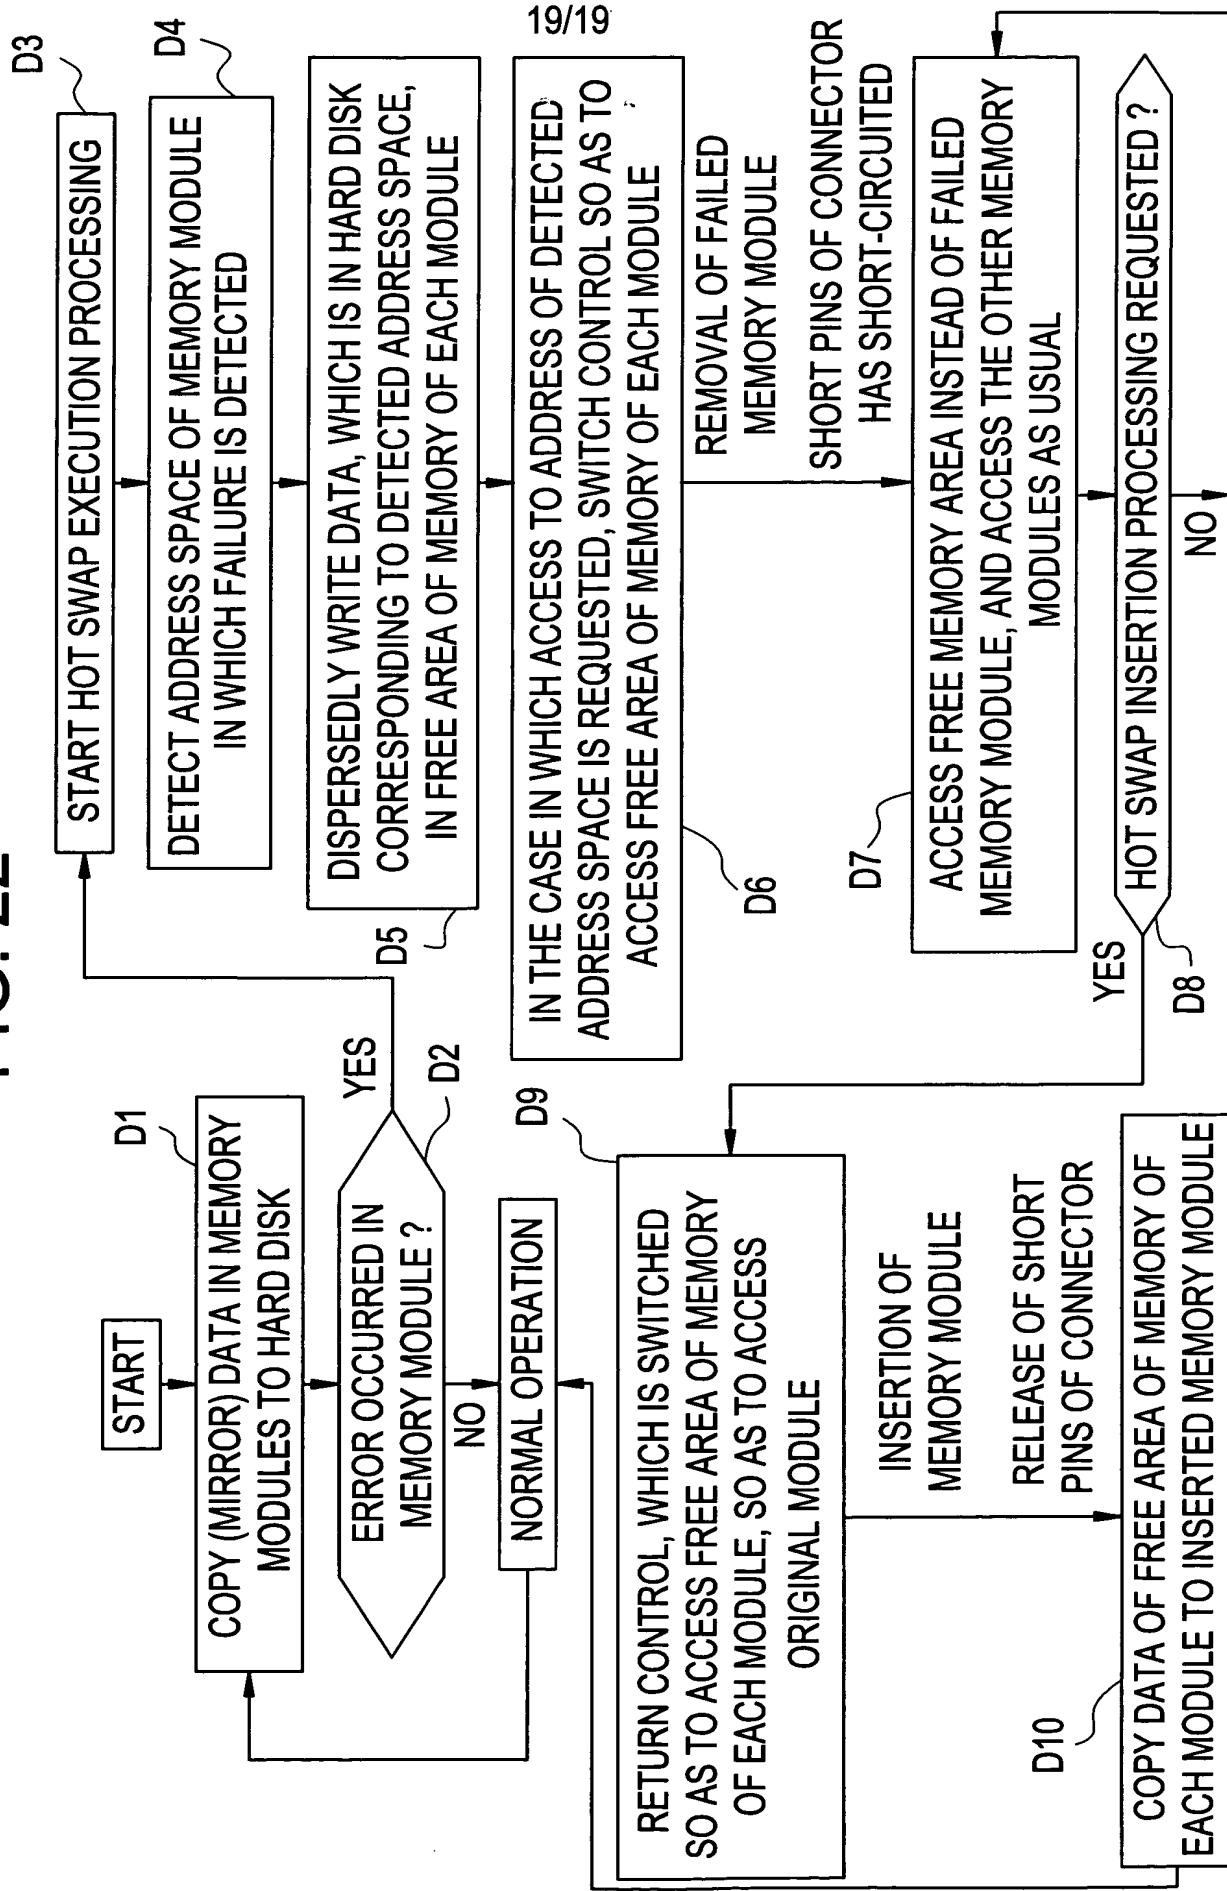 19/19
FIG. 22
START
D1
COPY (MIRROR) DATA IN MEMORY
MODULES TO HARD DISK
ERROR OCCURRED IN
MEMORY MODULE ?
D2
YES
NO
NORMAL OPERATION
D3
START HOT SWAP EXECUTION PROCESSING
D4
DETECT ADDRESS SPACE OF MEMORY MODULE
IN WHICH FAILURE IS DETECTED
D5
DISPERSEDLY WRITE DATA, WHICH IS IN HARD DISK
CORRESPONDING TO DETECTED ADDRESS SPACE,
IN FREE AREA OF MEMORY OF EACH MODULE
IN THE CASE IN WHICH ACCESS TO ADDRESS OF DETECTED
ADDRESS SPACE IS REQUESTED, SWITCH CONTROL SO AS TO
ACCESS FREE AREA OF MEMORY OF EACH MODULE
D6
REMOVAL OF FAILED
MEMORY MODULE
SHORT PINS OF CONNECTOR
HAS SHORT-CIRCUITED
D7
ACCESS FREE MEMORY AREA INSTEAD OF FAILED
MEMORY MODULE, AND ACCESS THE OTHER MEMORY
MODULES AS USUAL
HOT SWAP INSERTION PROCESSING REQUESTED ?
D8
YES
NO
D9
RETURN CONTROL, WHICH IS SWITCHED
SO AS TO ACCESS FREE AREA OF MEMORY
OF EACH MODULE, SO AS TO ACCESS
ORIGINAL MODULE
INSERTION OF
MEMORY MODULE
RELEASE OF SHORT
PINS OF CONNECTOR
D10
COPY DATA OF FREE AREA OF MEMORY OF
EACH MODULE TO INSERTED MEMORY MODULE